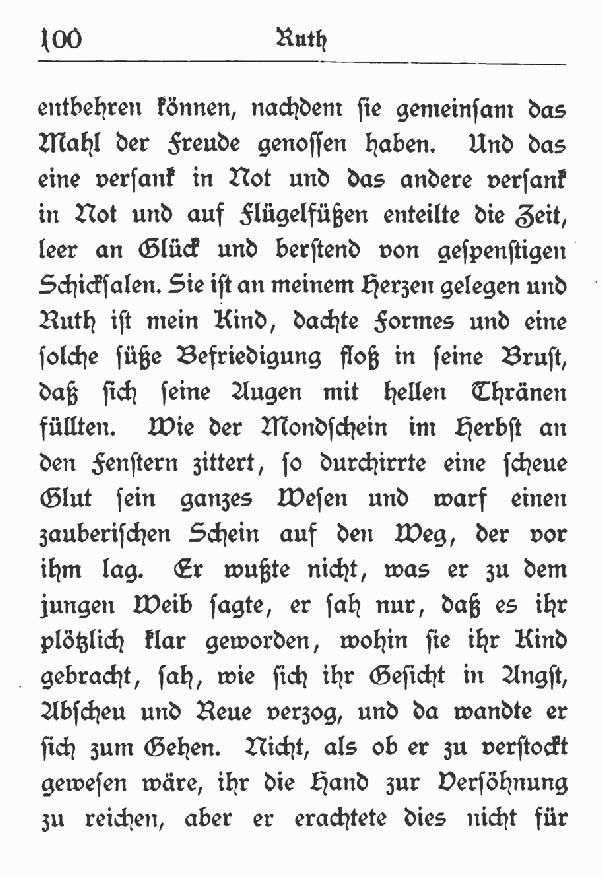 100 Ruth
entbehren können, nachdem sie gemeinsam das
Mahl der Freude genossen haben. Und das
eine versank in Not und das andere versank
in Not und auf Flügelfüßen enteilte die Zeit,
leer an Glück und berstend von gespenstigen
Schicksalen. Sie ist an meinem Herzen gelegen und
Ruth ist mein Kind, dachte Formes und eine
solche süße Befriedigung floß in seine Brust,
daß sich seine Augen mit hellen Thränen
füllten. Wie der Mondschein im Herbst an
den Fenstern zittert, so durchirrte eine scheue
Glut sein ganzes Wesen und warf einen
zauberischen Schein auf den Weg, der vor
ihm lag. Er wußte nicht, was er zu dem
jungen Weib sagte, er sah nur, daß es ihr
plötzlich klar geworden, wohin sie ihr Kind
gebracht, sah, wie sich ihr Gesicht in Angst,
Abscheu und Reue verzog, und da wandte er
sich zum Gehen. Nicht, als ob er zu verstockt
gewesen wäre, ihr die Hand zur Versöhnung
zu reichen, aber er erachtete dies nicht für